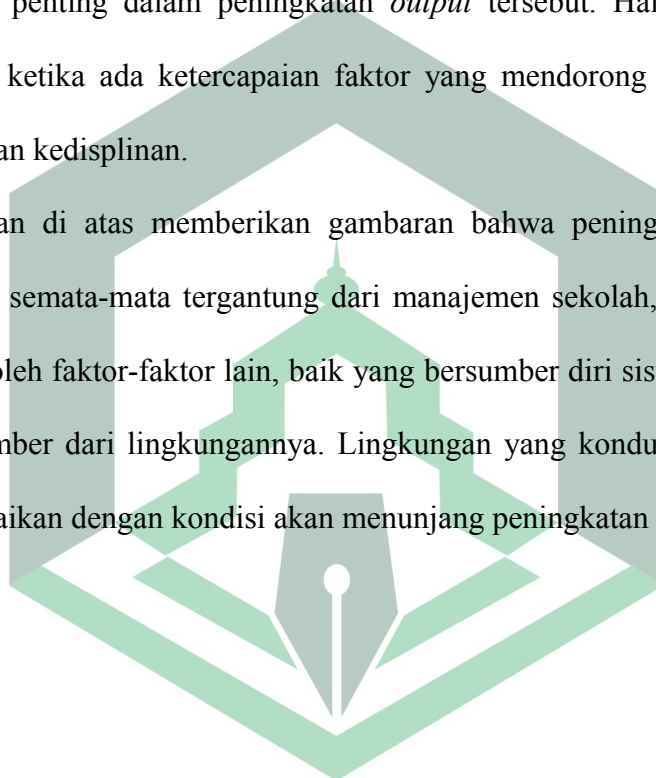 penting dalam peningkatan output tersebut. Hal
ketika ada ketercapaian faktor yang mendorong
an kedisplinan.
an di atas memberikan gambaran bahwa pening
semata-mata tergantung dari manajemen sekolah,
oleh faktor-faktor lain, baik yang bersumber diri sis
mber dari lingkungannya. Lingkungan yang kondu
aikan dengan kondisi akan menunjang peningkatan